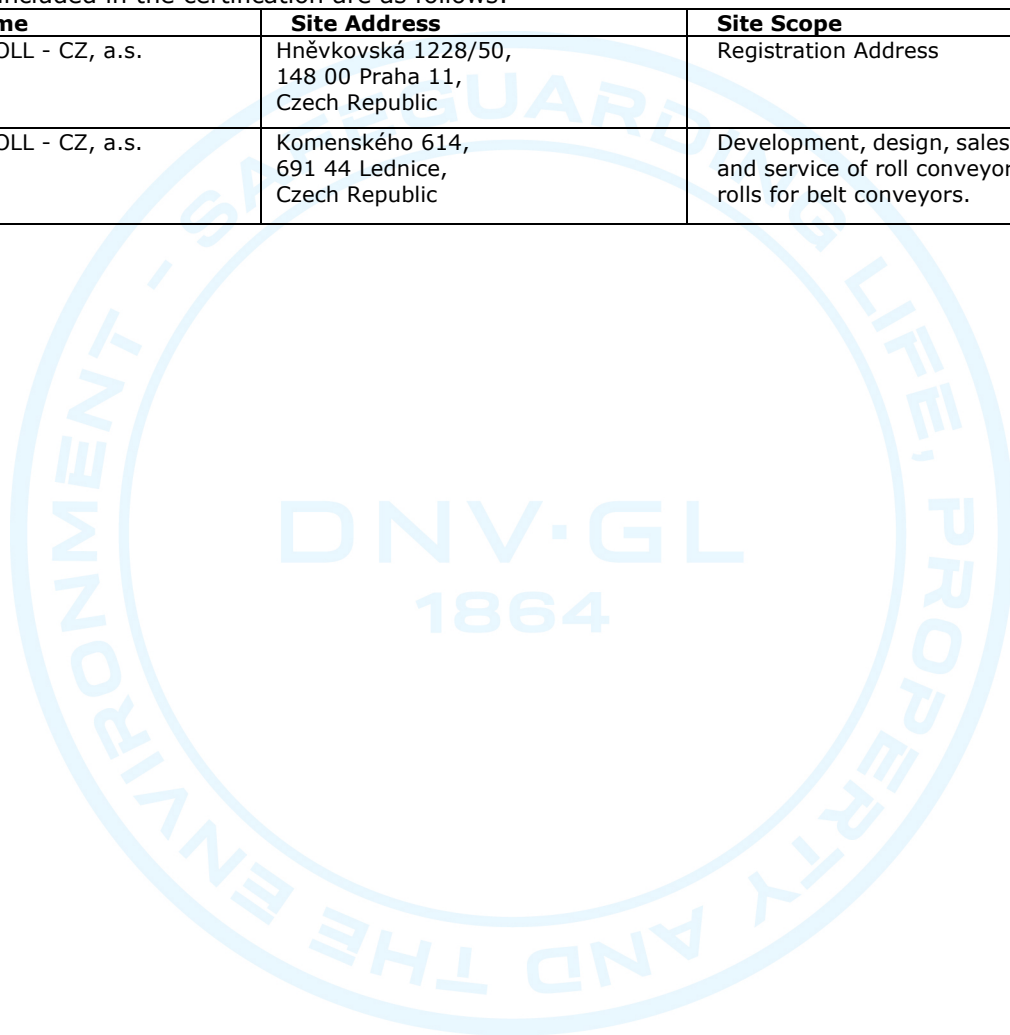 included in the certification are as follows:
me Site Address Site Scope
OLL - CZ, a.s. Hněvkovská 1228/50, Registration Address
148 00 Praha 11,
Czech Republic
OLL - CZ, a.s. Komenského 614, Development, design, sales
691 44 Lednice, and service of roll conveyor
Czech Republic rolls for belt conveyors.
SAFEGUARDING LIFE, PROPERTY AND THE ENVIRONMENT -
DNV·GL
1864